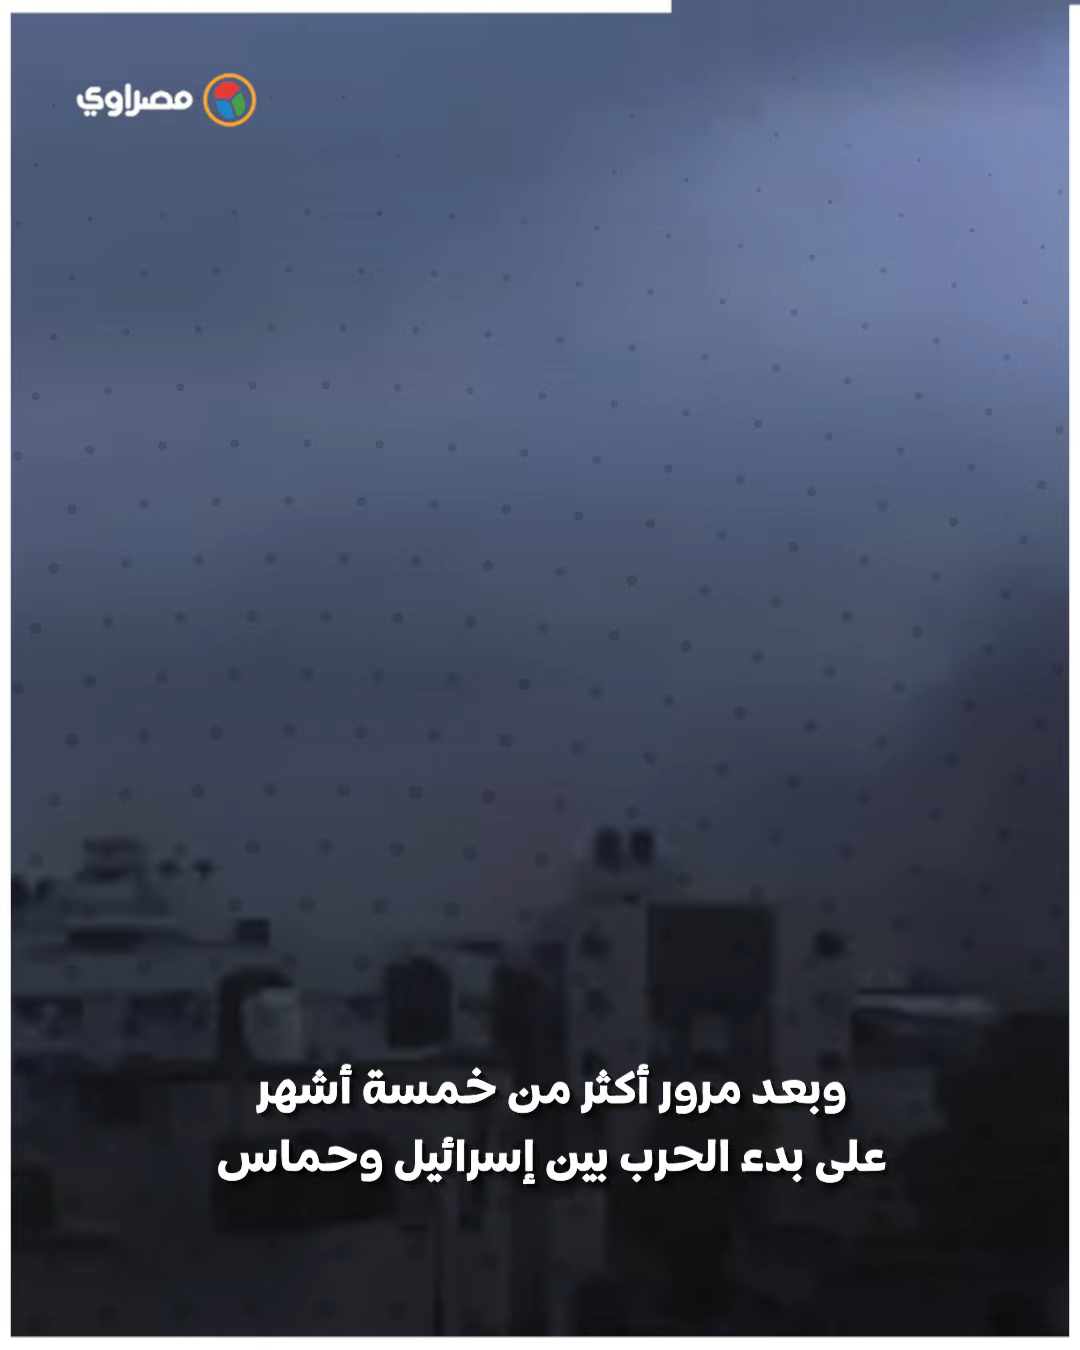 مصراوي
وبعد مرور أكثر من خمسة أشهر
على بدء الحرب بين إسرائيل وحماس